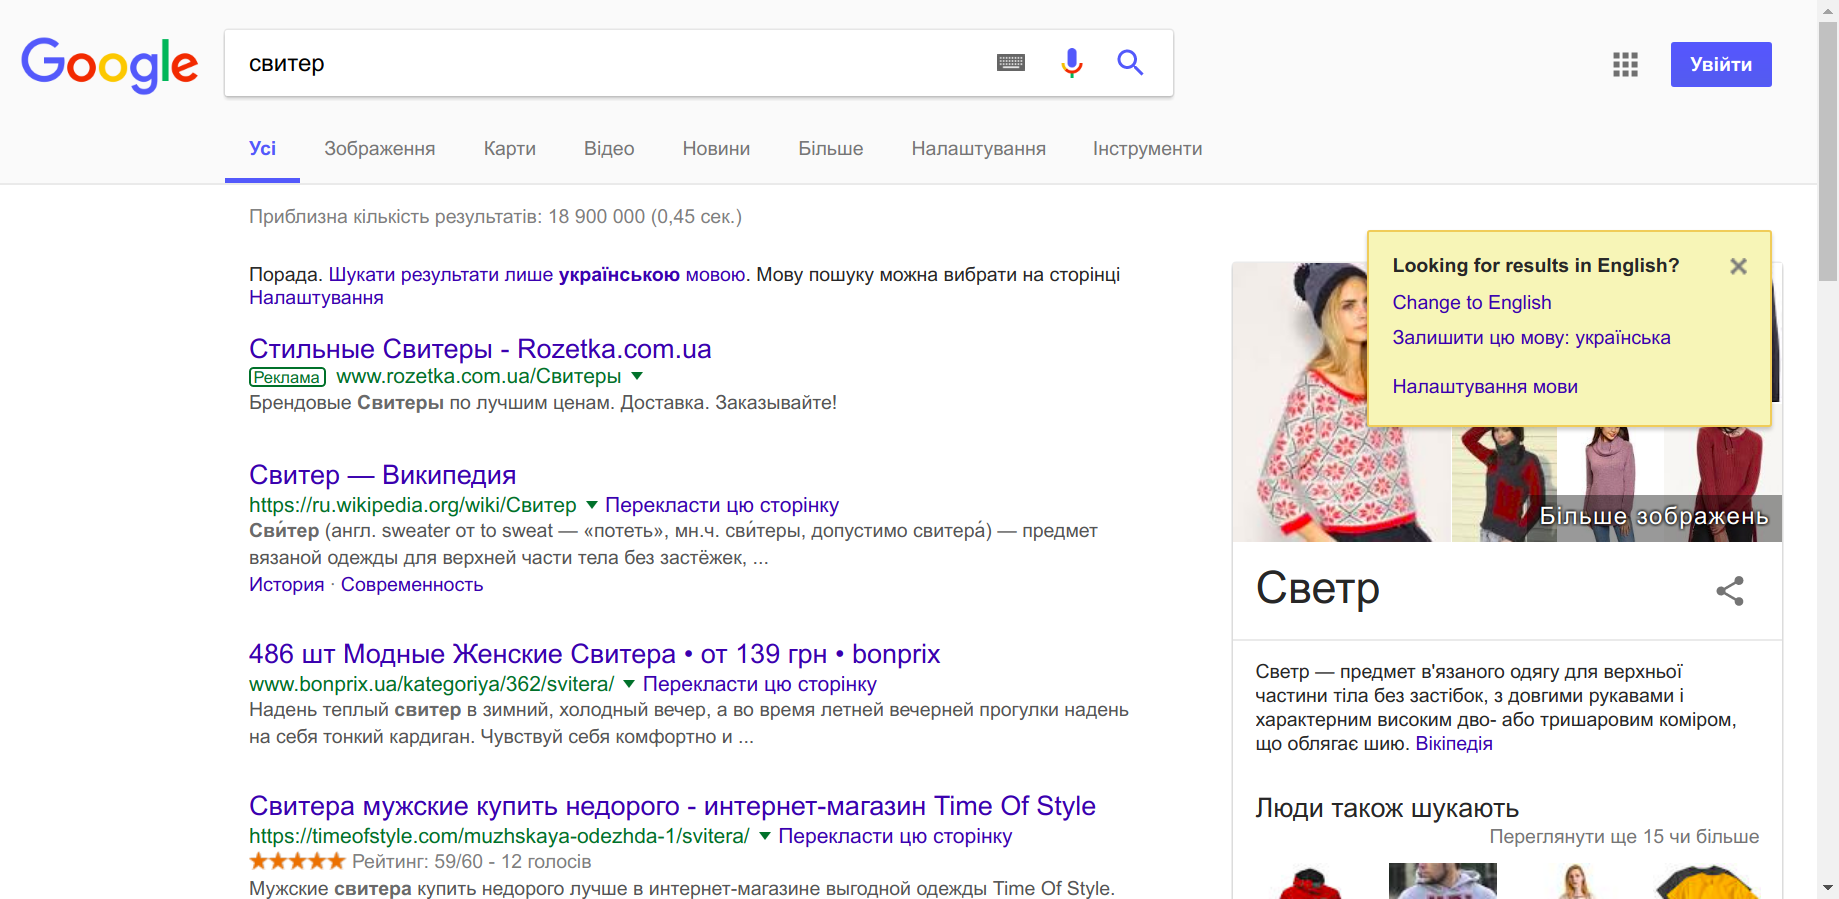 Google
свитер
Увійти
Усі
Зображення
Карти
Відео
Новини
Більше
Налаштування
Інструменти
Приблизна кількість результатів: 18 900 000 (0,45 сек.)
Порада. Шукати результати лише українською мовою. Мову пошуку можна вибрати на сторінці
Налаштування
Стильные Свитеры - Rozetka.com.ua
Реклама www.rozetka.com.ua/Свитеры
Брендовые Свитеры по лучшим ценам. Доставка. Заказывайте!
Свитер — Википедия
https://ru.wikipedia.org/wiki/Свитер Перекласти цю сторінку
Сви́тер (англ. sweater от to sweat — «потеть», мн.ч. сви́теры, допустимо свитера́) — предмет
вязаной одежды для верхней части тела без застёжек, ...
История · Современность
486 шт Модные Женские Свитера • от 139 грн • bonprix
www.bonprix.ua/kategoriya/362/svitera/ Перекласти цю сторінку
Надень теплый свитер в зимний, холодный вечер, а во время летней вечерней прогулки надень
на себя тонкий кардиган. Чувствуй себя комфортно и ...
Свитера мужские купить недорого - интернет-магазин Time Of Style
https://timeofstyle.com/muzhskaya-odezhda-1/svitera/ Перекласти цю сторінку
Рейтинг: 59/60 - 12 голосів
Мужские свитера купить недорого лучше в интернет-магазине выгодной одежды Time Of Style.
Looking for results in English?
Change to English
Залишити цю мову: українська
Налаштування мови
Більше зображень
Светр
Светр — предмет в'язаного одягу для верхньої
частини тіла без застібок, з довгими рукавами і
характерним високим дво- або тришаровим коміром,
що облягає шию. Вікіпедія
Люди також шукають
Переглянути ще 15 чи більше